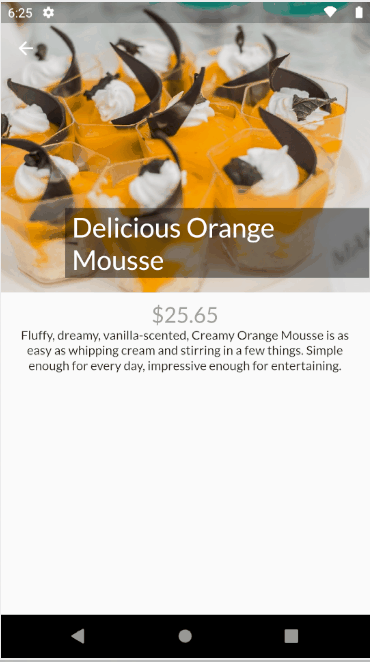 6:25
Delicious Orange
Mousse
$25.65
Fluffy, dreamy, vanilla-scented, Creamy Orange Mousse is as
easy as whipping cream and stirring in a few things. Simple
enough for every day, impressive enough for entertaining.